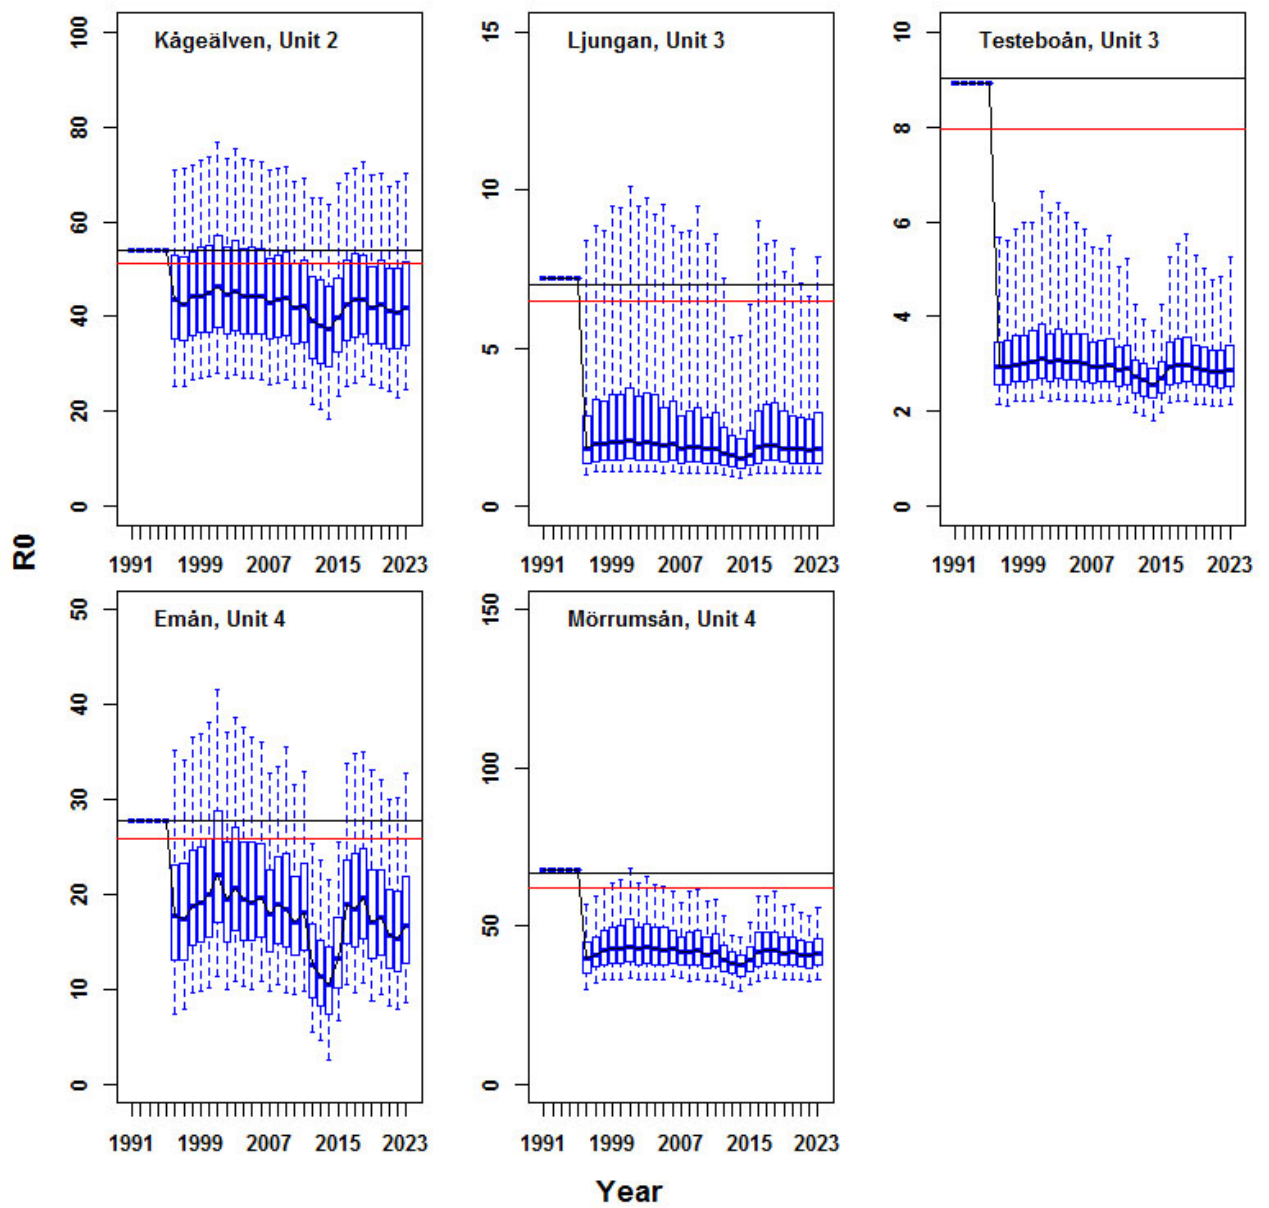 Kågeälven, Unit 2
Ljungan, Unit 3
Testeboån, Unit 3
100
80
60
40
20
0
15
10
5
0
10
8
6
4
2
0
1991 1999 2007 2015 2023
1991 1999 2007 2015 2023
1991 1999 2007 2015 2023
R0
Emån, Unit 4
Mörrumsån, Unit 4
50
40
30
20
10
0
150
100
50
0
1991 1999 2007 2015 2023
1991 1999 2007 2015 2023
Year